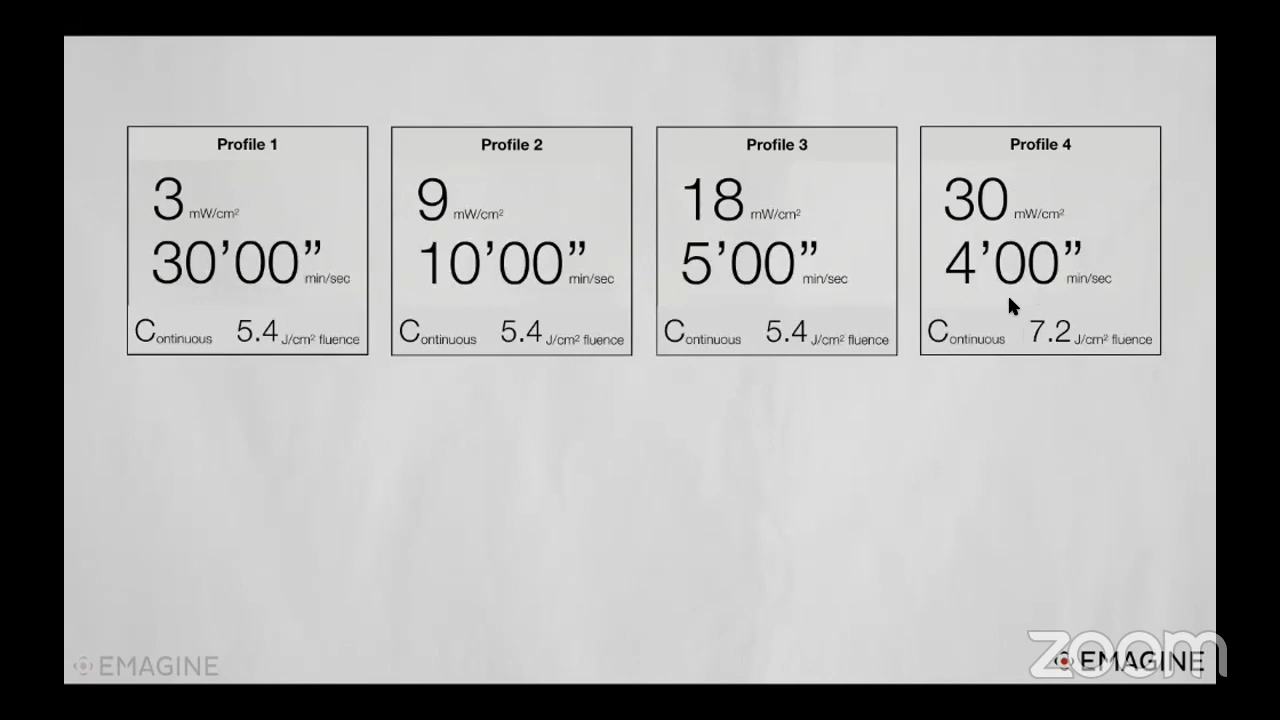 Profile 1
3 mW/cm²
30’00” min/sec
Continuous 5.4 J/cm² fluence
Profile 2
9 mW/cm²
10’00” min/sec
Continuous 5.4 J/cm² fluence
Profile 3
18 mW/cm²
5’00” min/sec
Continuous 5.4 J/cm² fluence
Profile 4
30 mW/cm²
4’00” min/sec
Continuous 7.2 J/cm² fluence
EMAGINE
zoom
EMAGINE